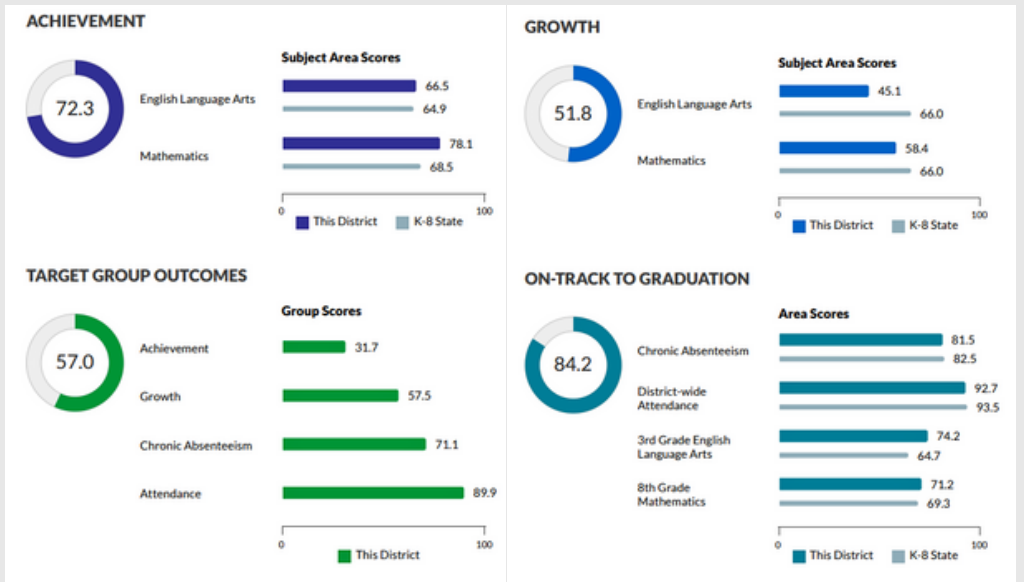 ACHIEVEMENT
72.3
Subject Area Scores
English Language Arts
66.5
64.9
Mathematics
78.1
68.5
0 100
This District K-8 State
GROWTH
51.8
Subject Area Scores
English Language Arts
45.1
66.0
Mathematics
58.4
66.0
0 100
This District K-8 State
TARGET GROUP OUTCOMES
57.0
Group Scores
Achievement 31.7
Growth 57.5
Chronic Absenteeism 71.1
Attendance 89.9
0 100
This District
ON-TRACK TO GRADUATION
84.2
Area Scores
Chronic Absenteeism
81.5
82.5
District-wide
Attendance
92.7
93.5
3rd Grade English
Language Arts
74.2
64.7
8th Grade
Mathematics
71.2
69.3
0 100
This District K-8 State